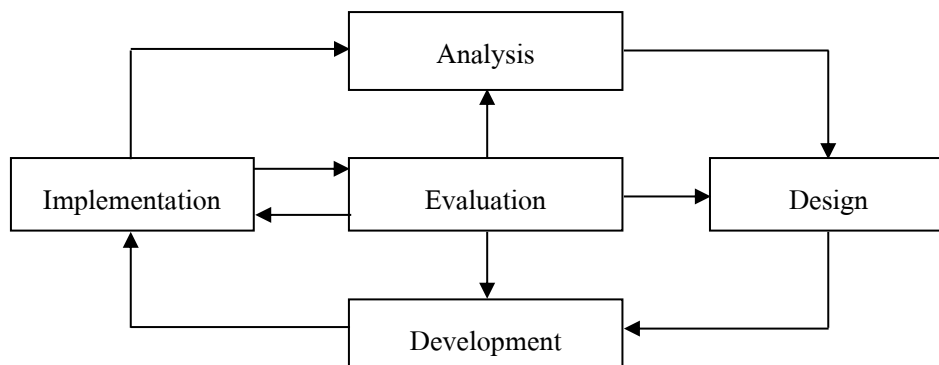 Analysis
Implementation
Evaluation
Design
Development